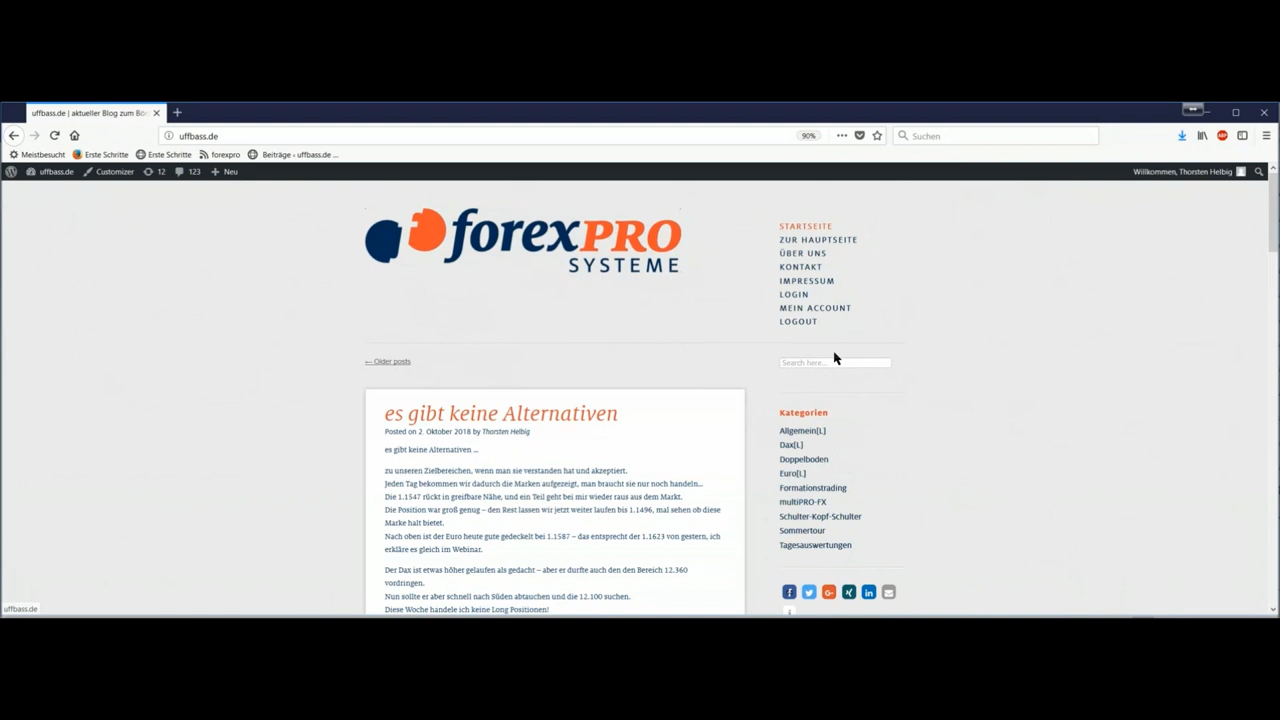 uffbass.de | aktueller Blog zum Bör
uffbass.de
90%
Suchen
Meistbesucht
Erste Schritte
Erste Schritte
forexpro
Beiträge ‹ uffbass.de ...
uffbass.de
Customizer
12
123
Neu
Willkommen, Thorsten Helbig
forexPRO
SYSTEME
STARTSEITE
ZUR HAUPTSEITE
ÜBER UNS
KONTAKT
IMPRESSUM
LOGIN
MEIN ACCOUNT
LOGOUT
← Older posts
Search here...
es gibt keine Alternativen
Posted on 2. Oktober 2018 by Thorsten Helbig
es gibt keine Alternativen ...
zu unseren Zielbereichen, wenn man sie verstanden hat und akzeptiert.
Jeden Tag bekommen wir dadurch die Marken aufgezeigt, man braucht sie nur noch handeln...
Die 1.1547 rückt in greifbare Nähe, und ein Teil geht bei mir wieder raus aus dem Markt.
Die Position war groß genug – den Rest lassen wir jetzt weiter laufen bis 1.1496, mal sehen ob diese
Marke halt bietet.
Nach oben ist der Euro heute gute gedeckelt bei 1.1587 – das entspricht der 1.1623 von gestern, ich
erkläre es gleich im Webinar.
Der Dax ist etwas höher gelaufen als gedacht – aber er durfte auch den den Bereich 12.360
vordringen.
Nun sollte er aber schnell nach Süden abtauchen und die 12.100 suchen.
Diese Woche handele ich keine Long Positionen!
Kategorien
Allgemein[L]
Dax[L]
Doppelboden
Euro[L]
Formationstrading
multiPRO-FX
Schulter-Kopf-Schulter
Sommertour
Tagesauswertungen
uffbass.de